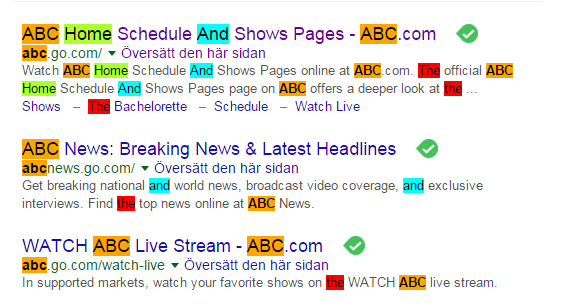 ABC Home Schedule And Shows Pages - ABC.com
abc.go.com/ ▼ Översätt den här sidan
Watch ABC Home Schedule And Shows Pages online at ABC.com. The official ABC
Home Schedule And Shows Pages page on ABC offers a deeper look at the ...
Shows – The Bachelorette – Schedule – Watch Live
ABC News: Breaking News & Latest Headlines
abcnews.go.com/ ▼ Översätt den här sidan
Get breaking national and world news, broadcast video coverage, and exclusive
interviews. Find the top news online at ABC News.
WATCH ABC Live Stream - ABC.com
abc.go.com/watch-live ▼ Översätt den här sidan
In supported markets, watch your favorite shows on the WATCH ABC live stream.